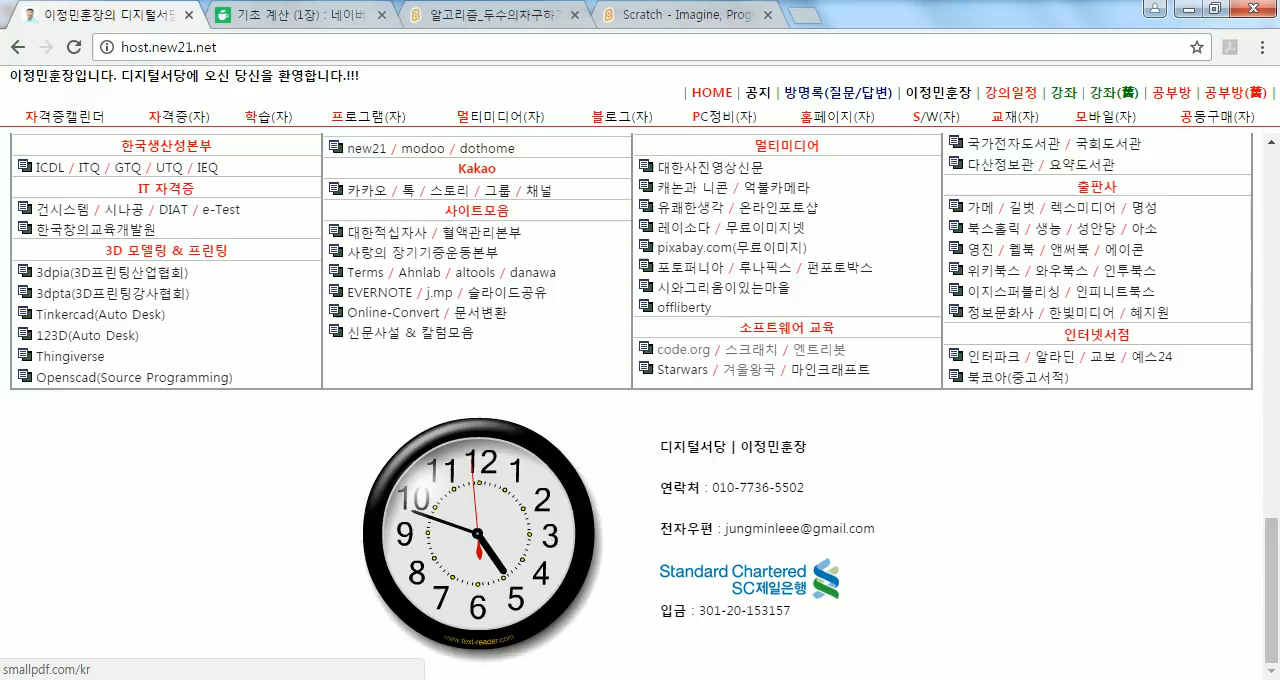 이정민훈장의 디지털서당
기초 계산 (1장) : 네이버
알고리즘_두수의차구하기
Scratch - Imagine, Prog
host.new21.net
이정민훈장입니다. 디지털서당에 오신 당신을 환영합니다.!!!
| HOME | 공지 | 방명록(질문/답변) | 이정민훈장 | 강의일정 | 강좌 | 강좌(舊) | 공부방 | 공부방(舊) |
자격증캘린더 자격증(자) 학습(자) 프로그램(자) 멀티미디어(자) 블로그(자) PC정비(자) 홈페이지(자) S/W(자) 교재(자) 모바일(자) 공동구매(자)
한국생산성본부
ICDL / ITQ / GTQ / UTQ / IEQ
IT 자격증
건시스템 / 시나공 / DIAT / e-Test
한국창의교육개발원
3D 모델링 & 프린팅
3dpia(3D프린팅산업협회)
3dpta(3D프린팅강사협회)
Tinkercad(Auto Desk)
123D(Auto Desk)
Thingiverse
Openscad(Source Programming)
new21 / modoo / dothome
Kakao
카카오 / 톡 / 스토리 / 그룹 / 채널
사이트모음
대한적십자사 / 혈액관리본부
사랑의 장기기증운동본부
Terms / Ahnlab / altools / danawa
EVERNOTE / j.mp / 슬라이드공유
Online-Convert / 문서변환
신문사설 & 칼럼모음
멀티미디어
대한사진영상신문
캐논과 니콘 / 억불카메라
유쾌한생각 / 온라인포토샵
레이소다 / 무료이미지넷
pixabay.com(무료이미지)
포토퍼니아 / 루나픽스 / 펀포토박스
시와그리움이있는마을
offliberty
소프트웨어 교육
code.org / 스크래치 / 엔트리봇
Starwars / 겨울왕국 / 마인크래프트
국가전자도서관 / 국회도서관
다산정보관 / 요약도서관
출판사
가메 / 길벗 / 렉스미디어 / 명성
북스홀릭 / 생능 / 성안당 / 아소
영진 / 웰북 / 앤써북 / 에이콘
위키북스 / 와우북스 / 인투북스
이지스퍼블리싱 / 인피니트북스
정보문화사 / 한빛미디어 / 혜지원
인터넷서점
인터파크 / 알라딘 / 교보 / 예스24
북코아(중고서적)
12
1
2
3
4
5
6
7
8
9
10
11
www.text-reader.com
디지털서당 | 이정민훈장
연락처 : 010-7736-5502
전자우편 : jungminleee@gmail.com
Standard Chartered
SC제일은행
입금 : 301-20-153157
smallpdf.com/kr